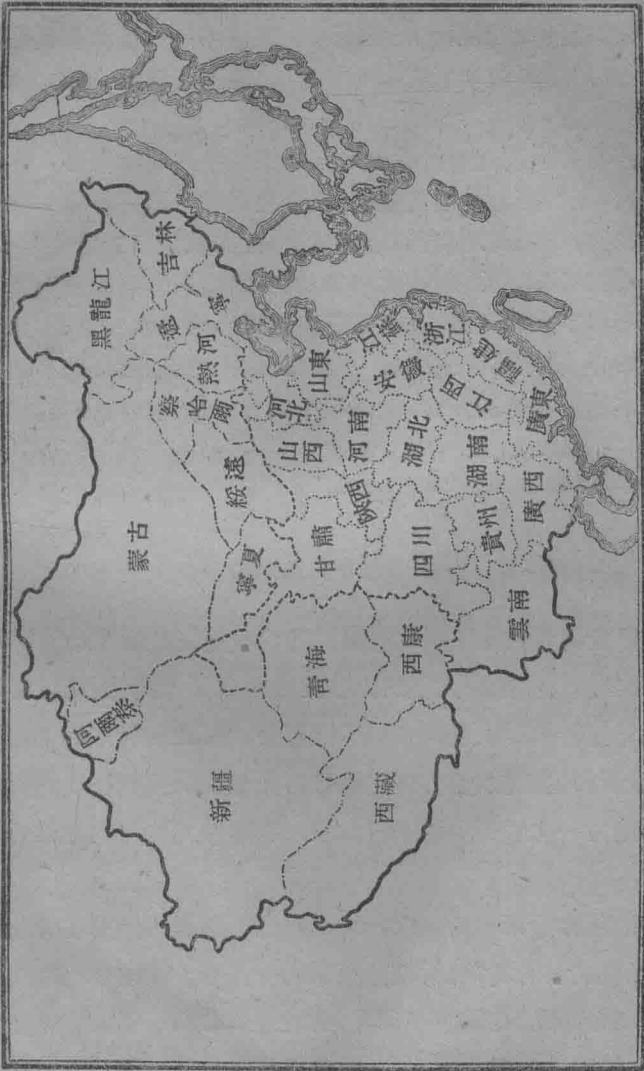 黑龍江
吉林
遼寧
熱河
察哈爾
綏遠
蒙古
寧夏
新疆
阿爾泰
青海
甘肅
陝西
山西
河北
山東
河南
江蘇
安徽
浙江
福建
江西
湖北
湖南
廣東
廣西
貴州
四川
雲南
西康
西藏